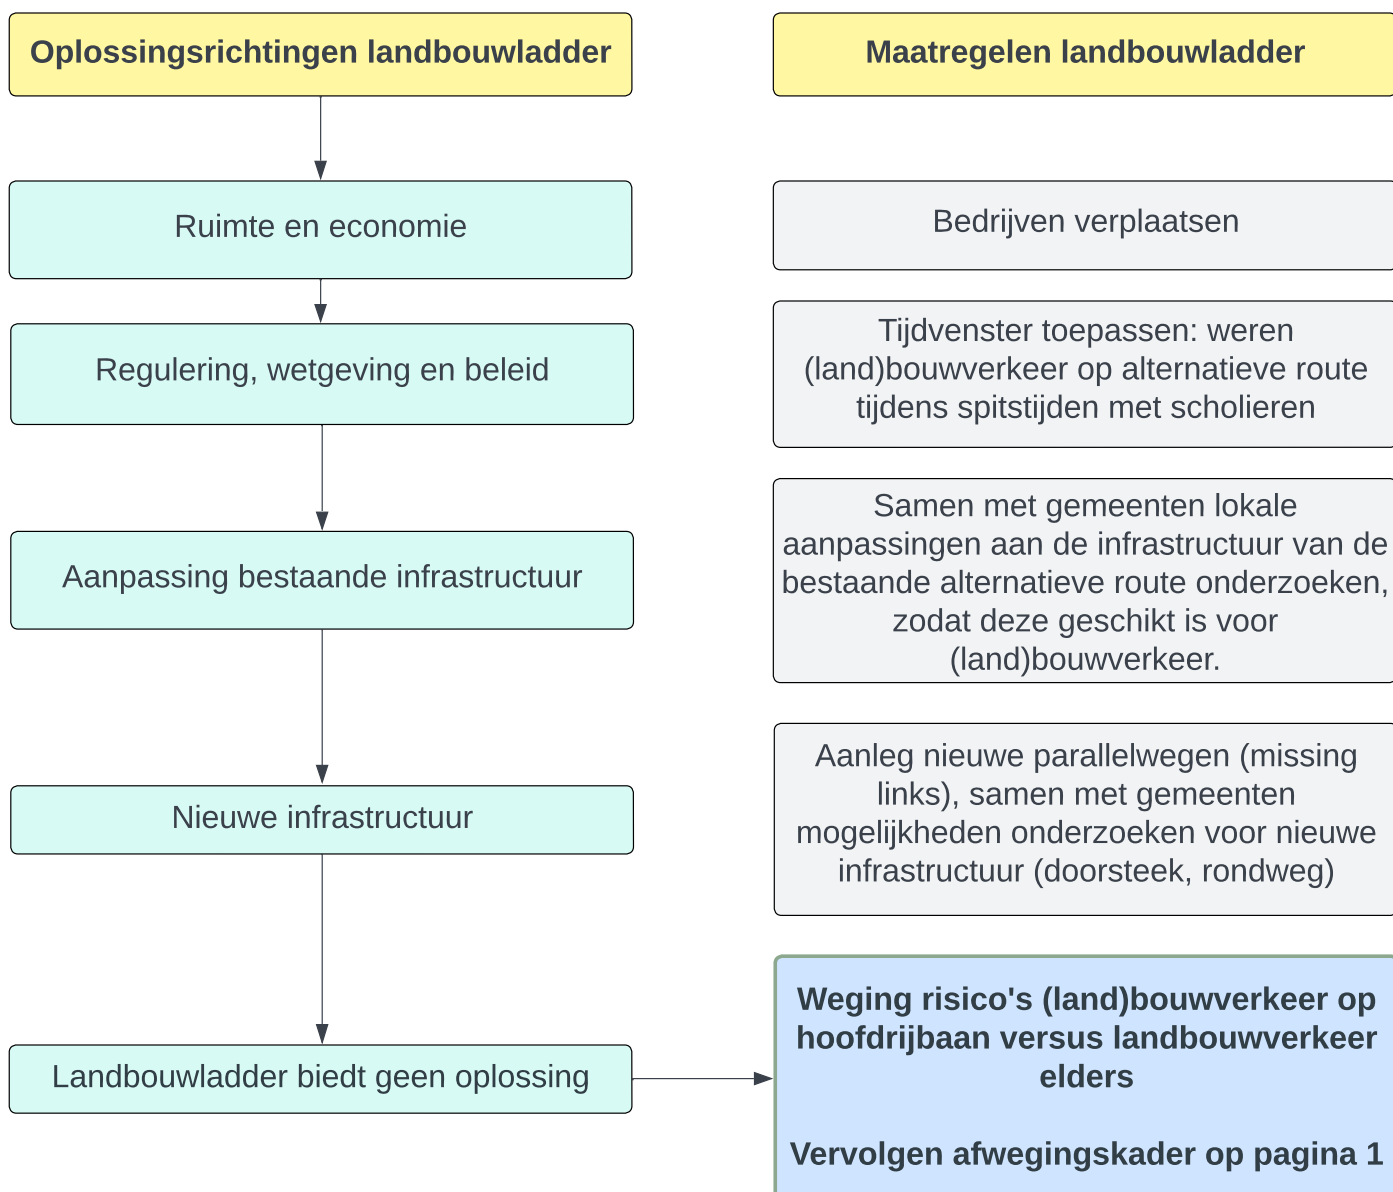 Oplossingsrichtingen landbouwladder
Maatregelen landbouwladder
Ruimte en economie
Bedrijven verplaatsen
Regulering, wetgeving en beleid
Tijdvenster toepassen: weren
(land)bouwverkeer op alternatieve route
tijdens spitstijden met scholieren
Aanpassing bestaande infrastructuur
Samen met gemeenten lokale
aanpassingen aan de infrastructuur van de
bestaande alternatieve route onderzoeken,
zodat deze geschikt is voor
(land)bouwverkeer.
Nieuwe infrastructuur
Aanleg nieuwe parallelwegen (missing
links), samen met gemeenten
mogelijkheden onderzoeken voor nieuwe
infrastructuur (doorsteek, rondweg)
Landbouwladder biedt geen oplossing
Weging risico's (land)bouwverkeer op
hoofdrijbaan versus landbouwverkeer
elders
Vervolgen afwegingskader op pagina 1